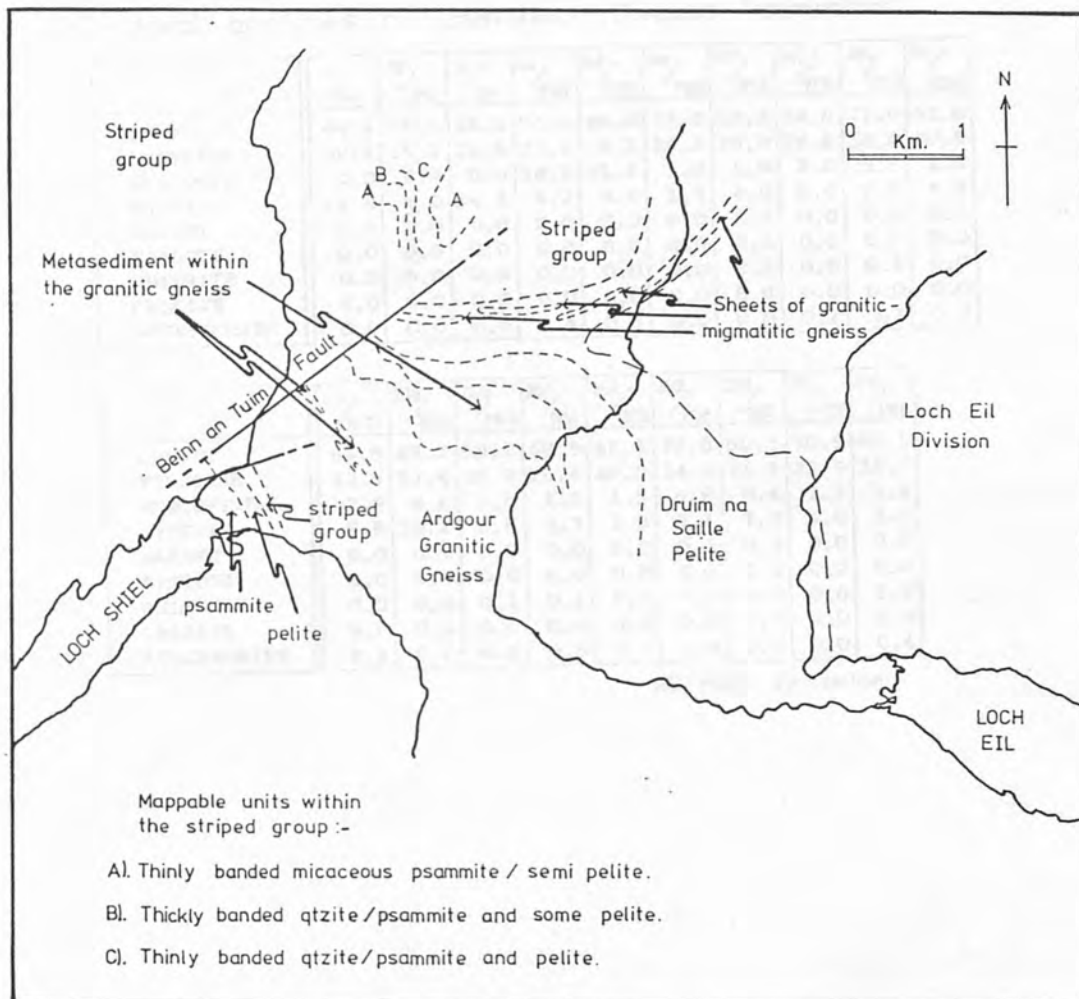 N
0 1
Km.
Striped
group
B
A
C
A
Striped
group
Metasediment within
the granitic gneiss
Sheets of granitic-
migmatitic gneiss
Beinn an Tuim Fault
Loch Eil
Division
striped
group
Ardgour
Granitic
Gneiss
Druim na
Saille
Pelite
LOCH SHIEL
psammite
pelite
LOCH
EIL
Mappable units within
the striped group :-
A). Thinly banded micaceous psammite / semi pelite.
B). Thickly banded qtzite/psammite and some pelite.
C). Thinly banded qtzite/psammite and pelite.